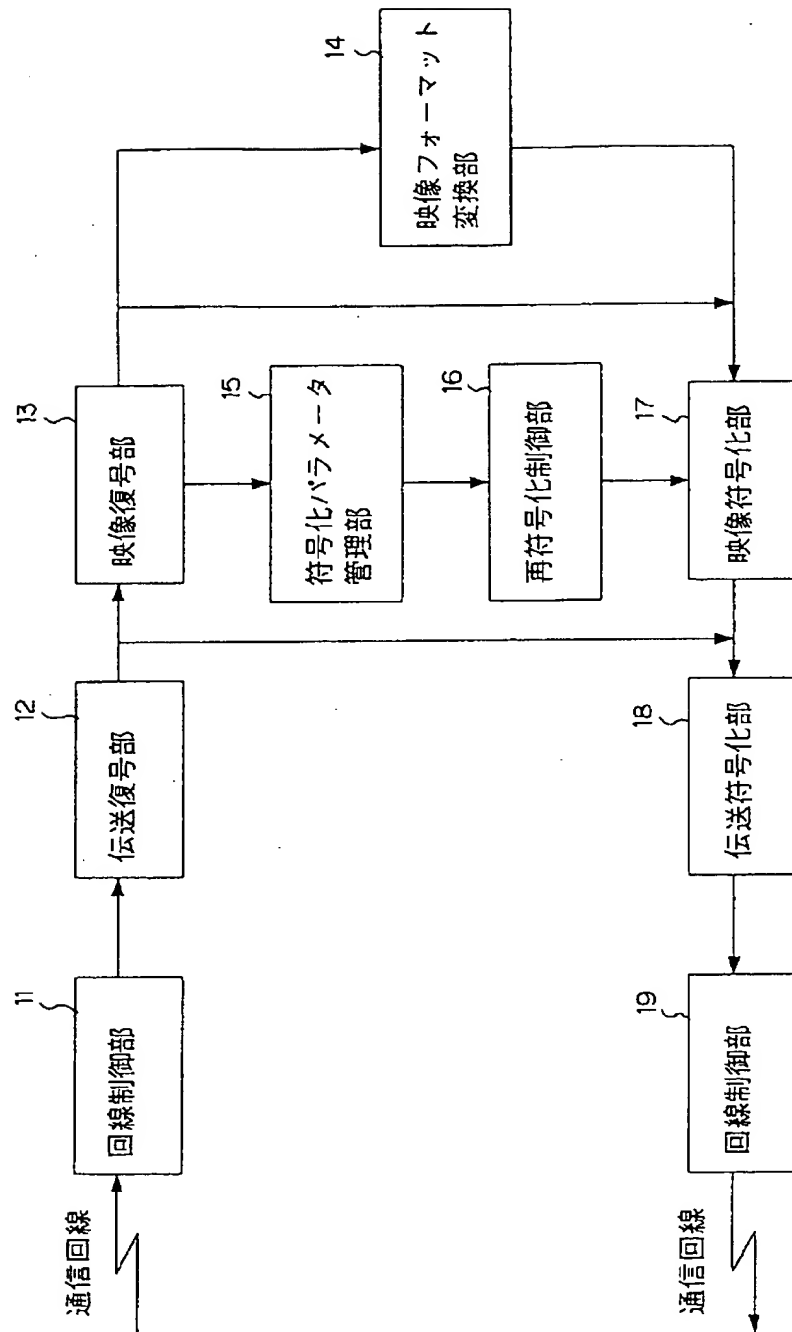 通信回線
11
回線制御部
12
伝送復号部
13
映像復号部
14
映像フォーマット
変換部
15
符号化パラメータ
管理部
16
再符号化制御部
17
映像符号化部
18
伝送符号化部
19
回線制御部
通信回線